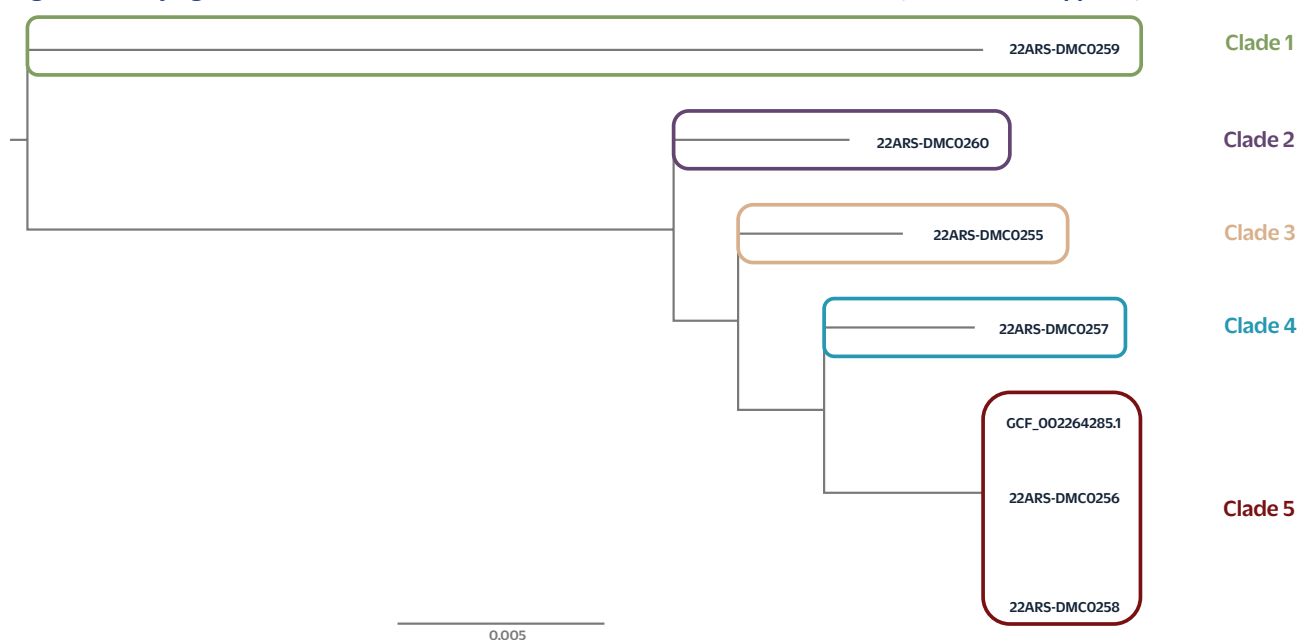 22ARS-DMC0259
Clade 1
22ARS-DMC0260
Clade 2
22ARS-DMC0255
Clade 3
22ARS-DMC0257
Clade 4
GCF_002264285.1
22ARS-DMC0256
Clade 5
22ARS-DMC0258
0.005